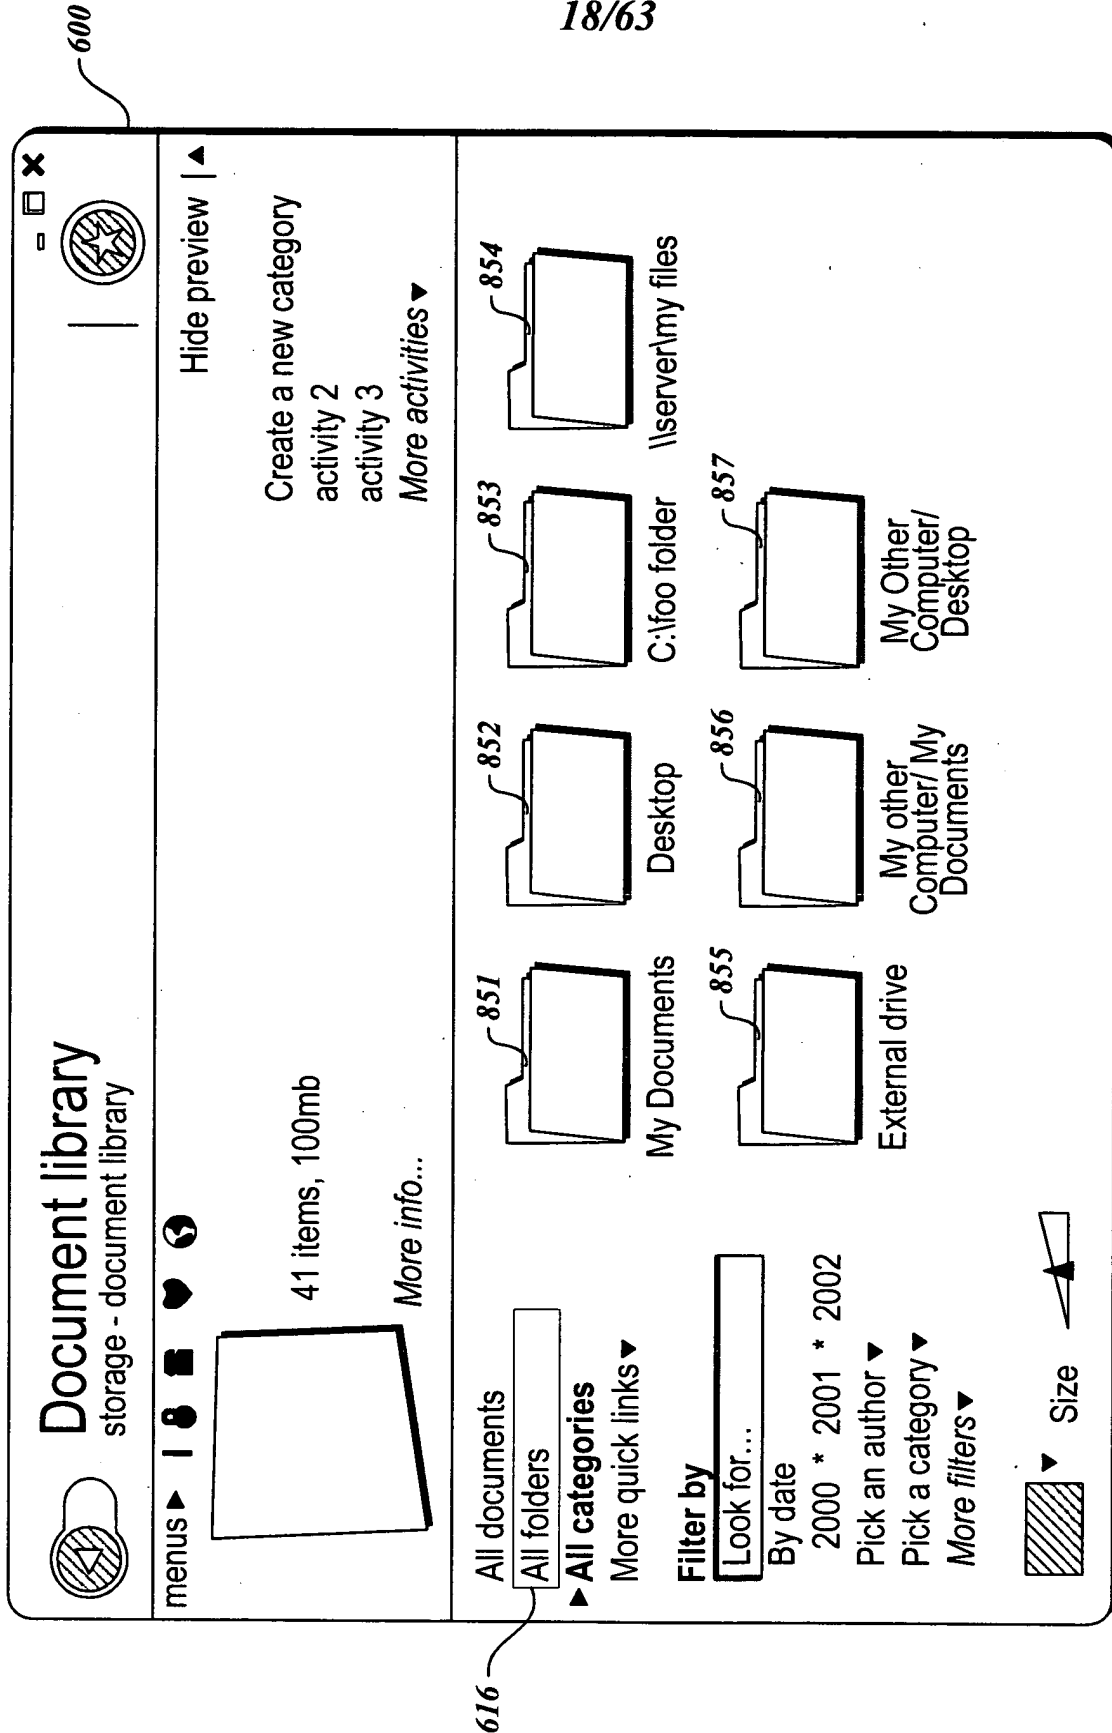 18/63
600
Document library
storage - document library
menus
Hide preview
41 items, 100mb
More info...
Create a new category
activity 2
activity 3
More activities
616
All documents
All folders
All categories
More quick links
Filter by
Look for...
By date
2000 * 2001 * 2002
Pick an author
Pick a category
More filters
Size
851
My Documents
852
Desktop
853
C:\foo folder
854
\\server\my files
855
External drive
856
My other
Computer/ My
Documents
857
My Other
Computer/
Desktop